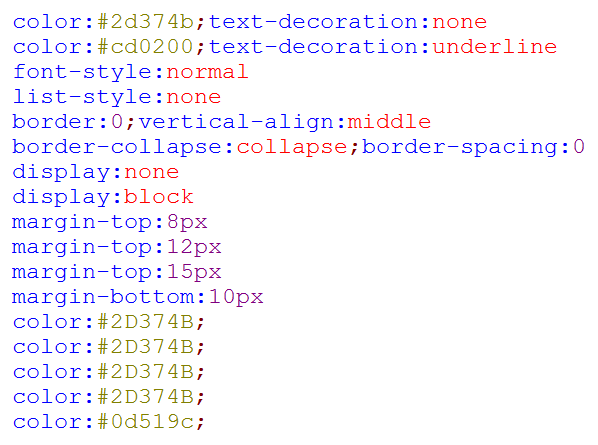 color:#2d374b;text-decoration:none
color:#cd0200;text-decoration:underline
font-style:normal
list-style:none
border:0;vertical-align:middle
border-collapse:collapse;border-spacing:0
display:none
display:block
margin-top:8px
margin-top:12px
margin-top:15px
margin-bottom:10px
color:#2D374B;
color:#2D374B;
color:#2D374B;
color:#2D374B;
color:#0d519c;